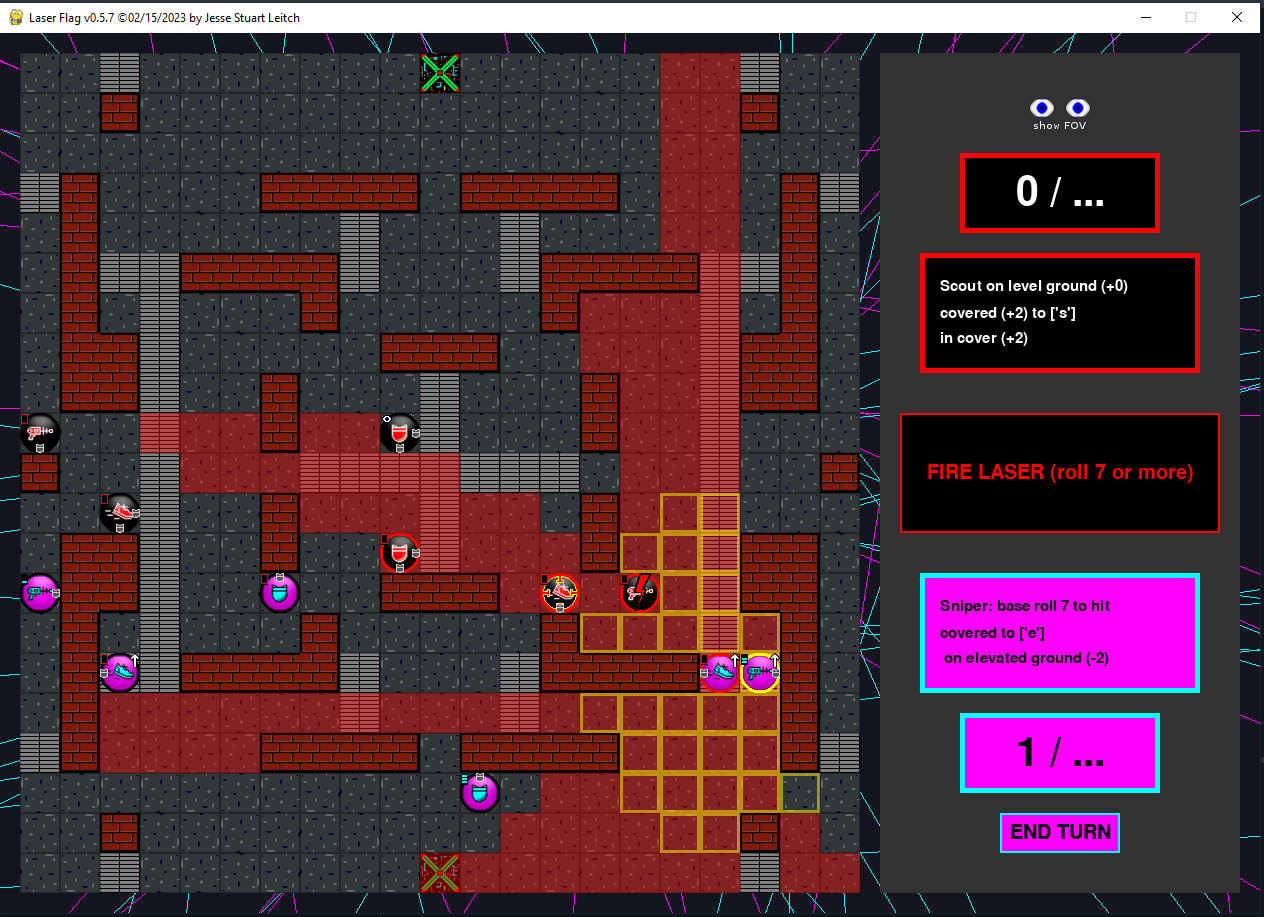 Laser Flag v0.5.7 ©02/15/2023 by Jesse Stuart Leitch
show FOV
0 / ...
Scout on level ground (+0)
covered (+2) to ['s']
in cover (+2)
FIRE LASER (roll 7 or more)
Sniper: base roll 7 to hit
covered to ['e']
on elevated ground (-2)
1 / ...
END TURN